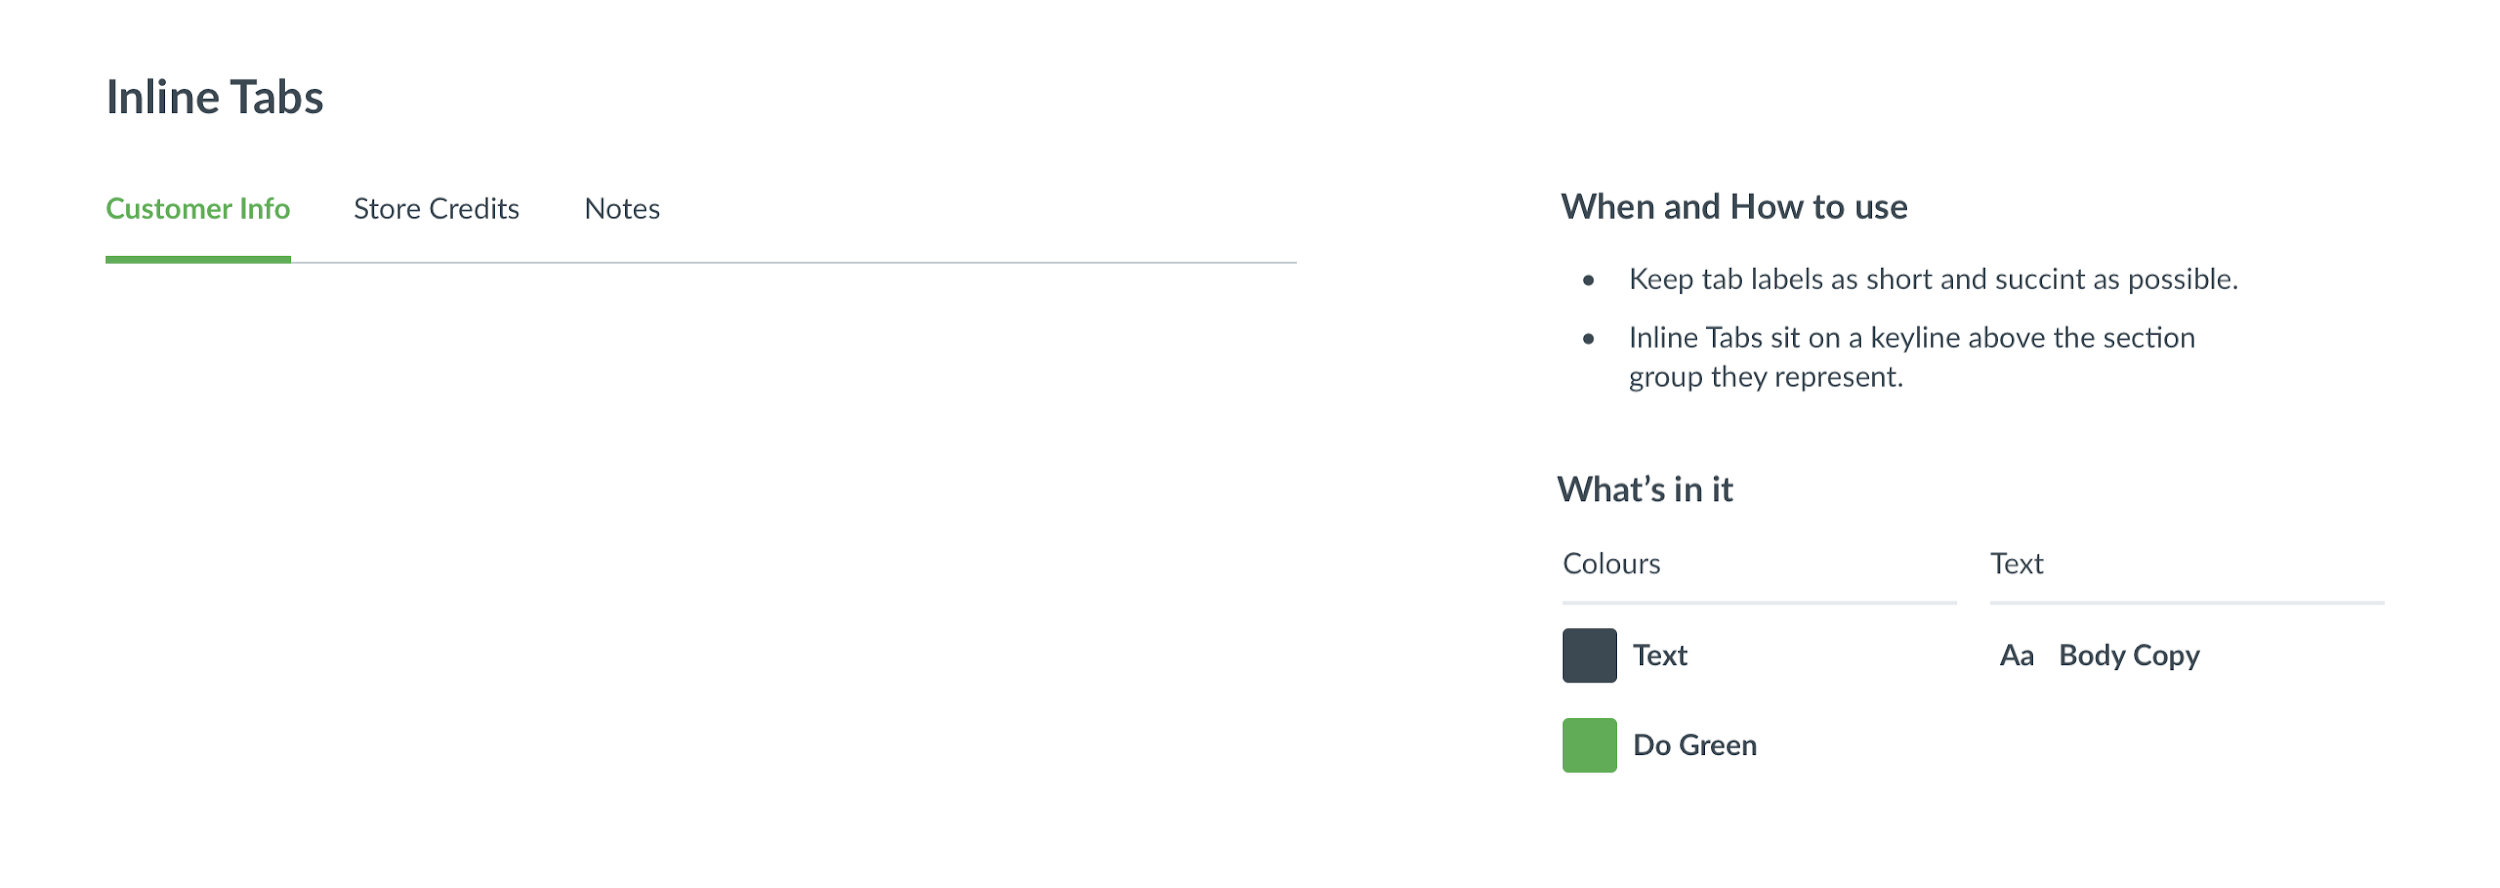 Inline Tabs
Customer Info
Store Credits
Notes
When and How to use
Keep tab labels as short and succint as possible.
Inline Tabs sit on a keyline above the section
group they represent.
What’s in it
Colours
Text
Text
Aa Body Copy
Do Green